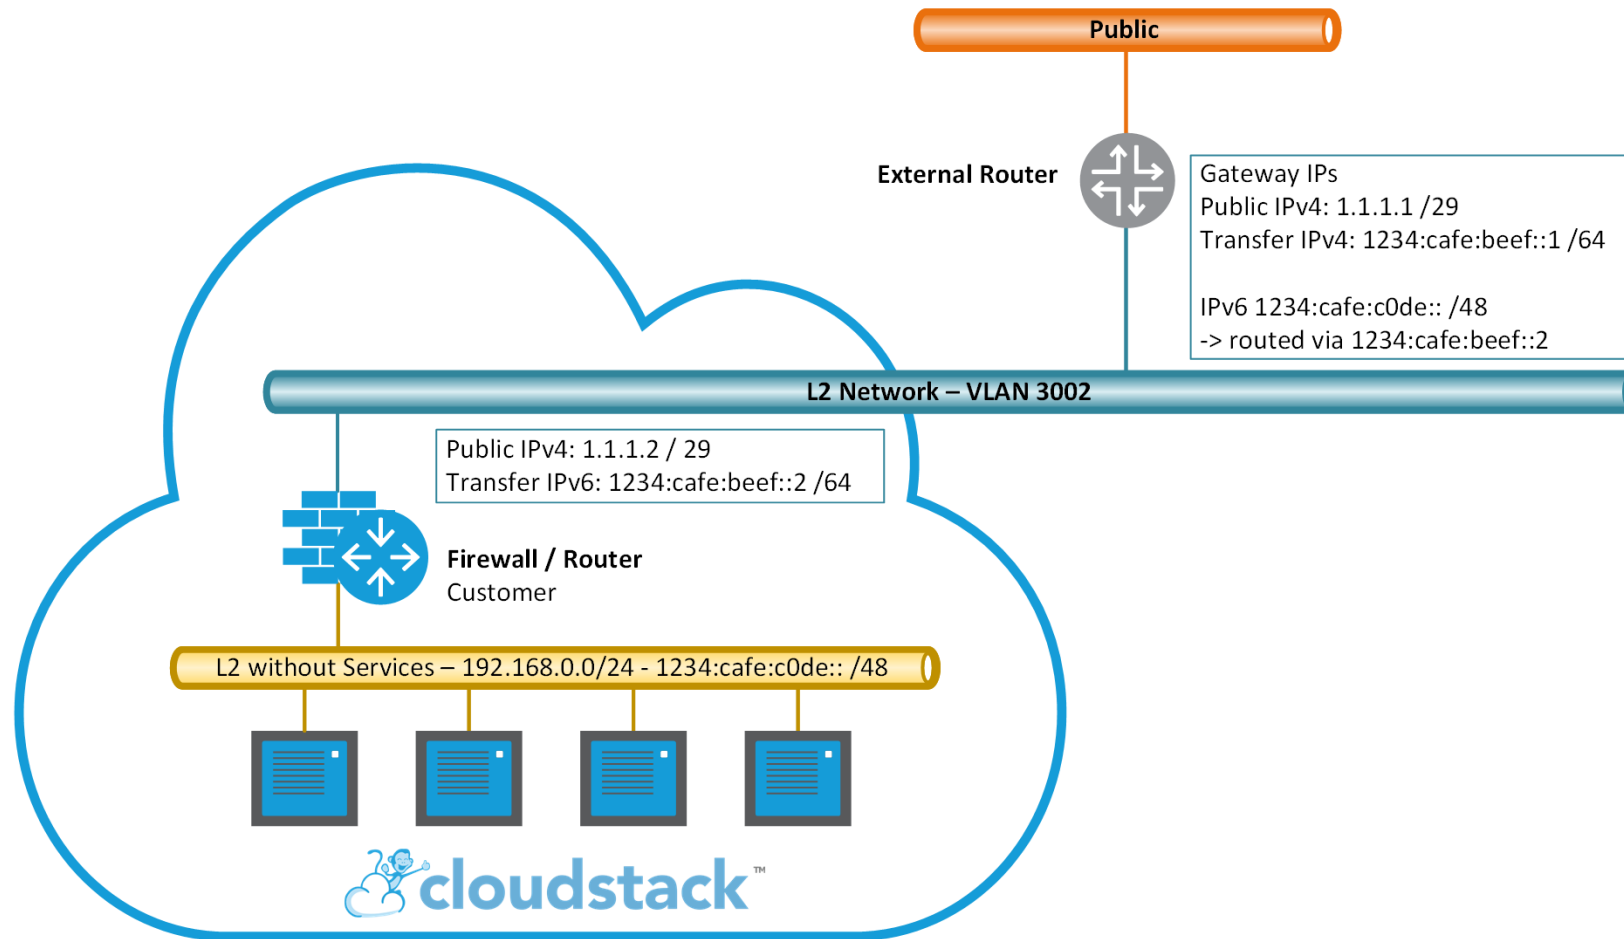 Public
External Router
Gateway IPs
Public IPv4: 1.1.1.1 /29
Transfer IPv4: 1234:cafe:beef::1 /64
IPv6 1234:cafe:c0de:: /48
-> routed via 1234:cafe:beef::2
L2 Network – VLAN 3002
Public IPv4: 1.1.1.2 / 29
Transfer IPv6: 1234:cafe:beef::2 /64
Firewall / Router
Customer
L2 without Services – 192.168.0.0/24 - 1234:cafe:c0de:: /48
cloudstack™